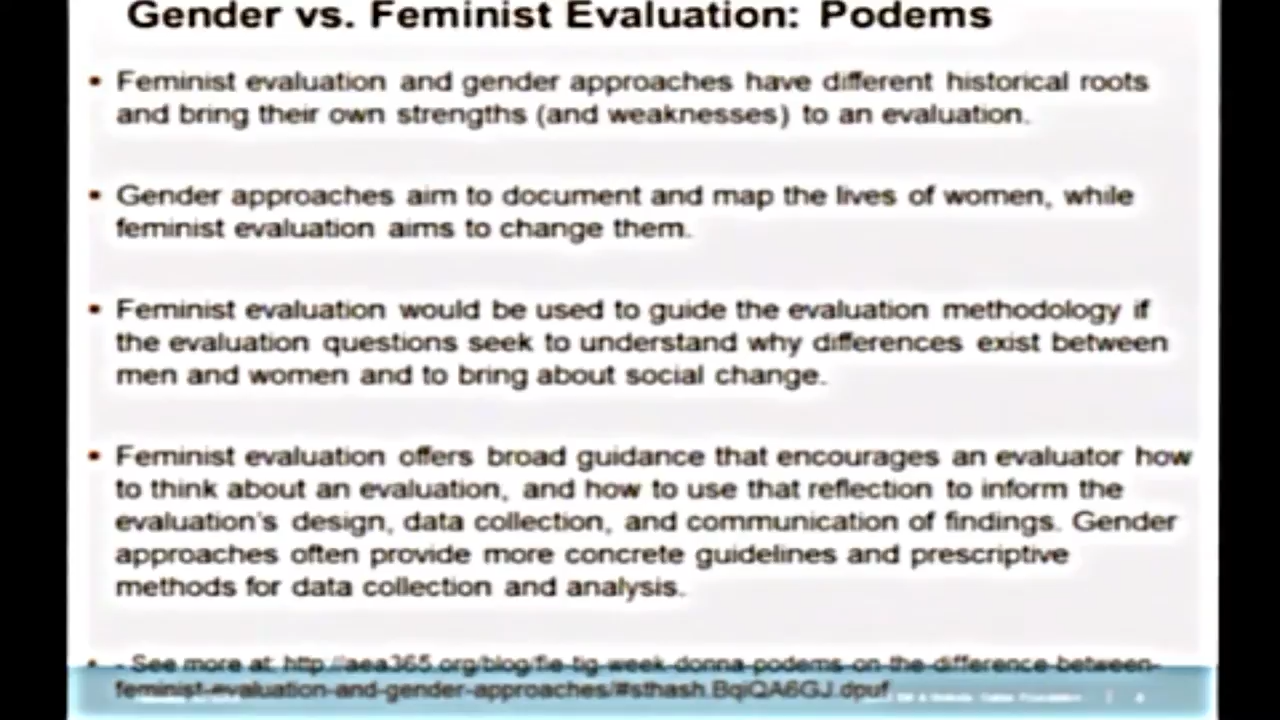 Gender vs. Feminist Evaluation: Podems
• Feminist evaluation and gender approaches have different historical roots
and bring their own strengths (and weaknesses) to an evaluation.
• Gender approaches aim to document and map the lives of women, while
feminist evaluation aims to change them.
• Feminist evaluation would be used to guide the evaluation methodology if
the evaluation questions seek to understand why differences exist between
men and women and to bring about social change.
• Feminist evaluation offers broad guidance that encourages an evaluator how
to think about an evaluation, and how to use that reflection to inform the
evaluation's design, data collection, and communication of findings. Gender
approaches often provide more concrete guidelines and prescriptive
methods for data collection and analysis.
• - See more at: http://aea365.org/blog/fie-tig-week-donna-podems-on-the-difference-between-
feminist-evaluation-and-gender-approaches/#sthash.BqiQA6GJ.dpuf